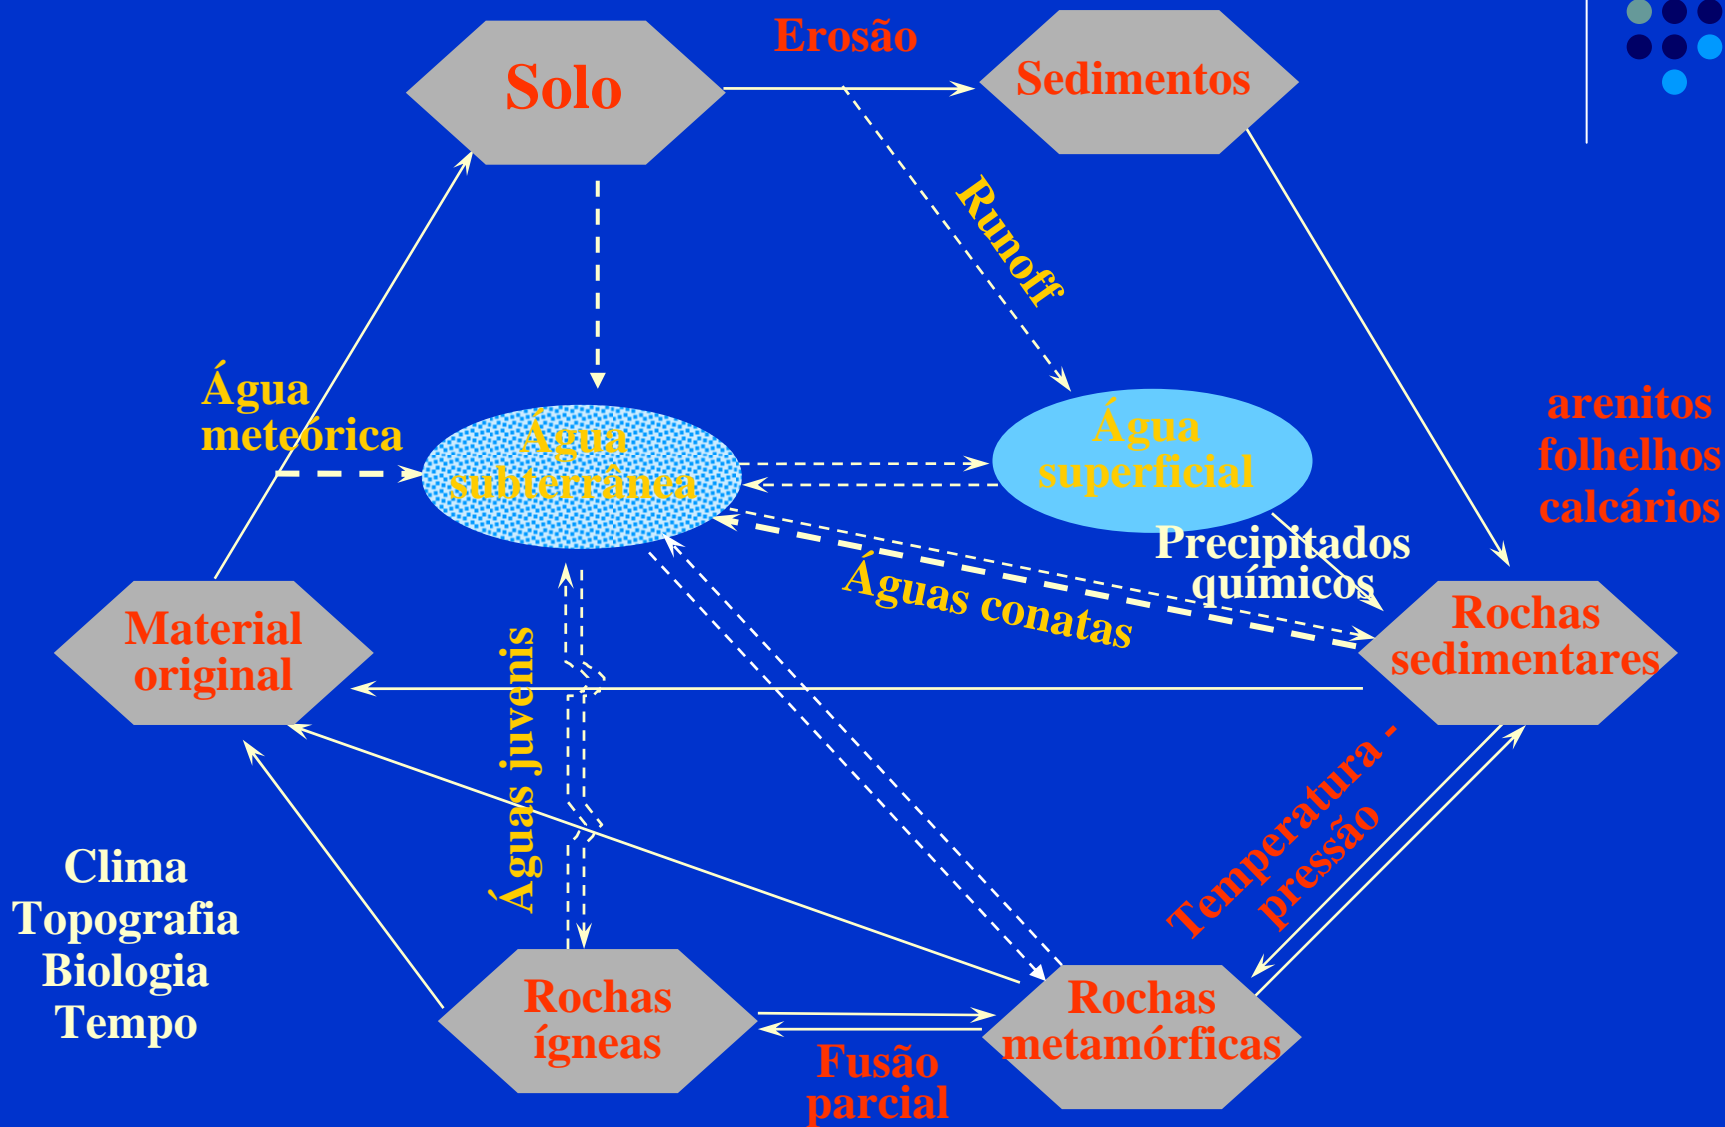 Erosão
Solo
Sedimentos
Runoff
Água
meteórica
Água
subterrânea
Água
superficial
arenitos
folhelhos
calcários
Precipitados
químicos
Águas conatas
Material
original
Rochas
sedimentares
Águas juvenis
Temperatura -
pressão
Clima
Topografia
Biologia
Tempo
Rochas
ígneas
Rochas
metamórficas
Fusão
parcial